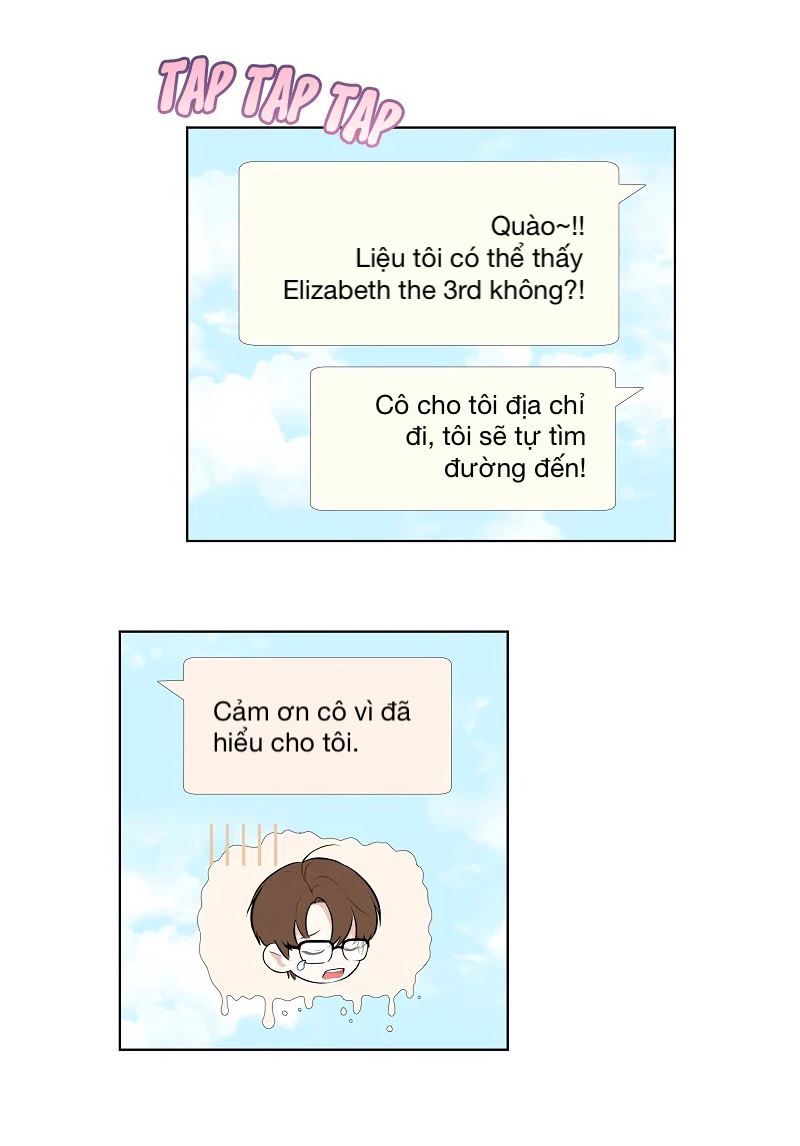 TAP TAP TAP
Quào~!!
Liệu tôi có thể thấy
Elizabeth the 3rd không?!
Cô cho tôi địa chỉ
đi, tôi sẽ tự tìm
đường đến!
Cảm ơn cô vì đã
hiểu cho tôi.